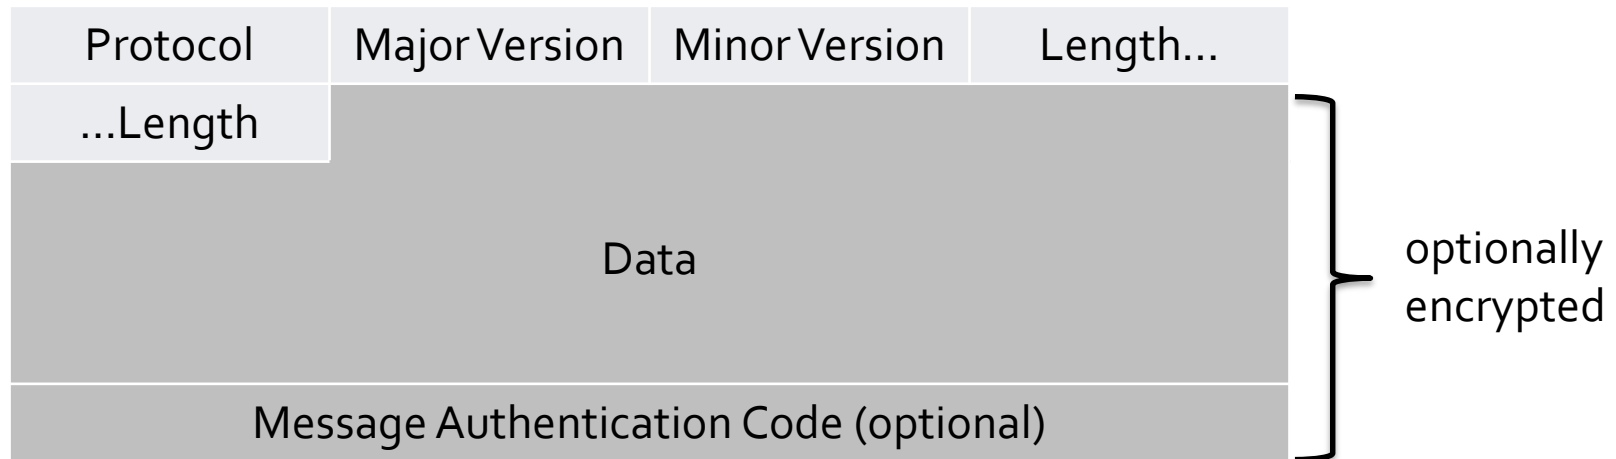 Protocol Major Version Minor Version Length...
...Length
Data
optionally
encrypted
Message Authentication Code (optional)